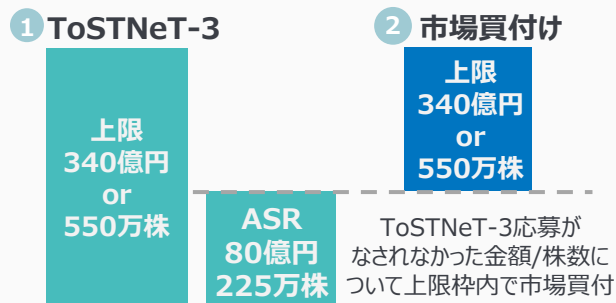 1 ToSTNeT-3
上限
340億円
or
550万株
ASR
80億円
225万株
2 市場買付け
上限
340億円
or
550万株
ToSTNeT-3応募が
なされなかった金額/株数に
ついて上限枠内で市場買付